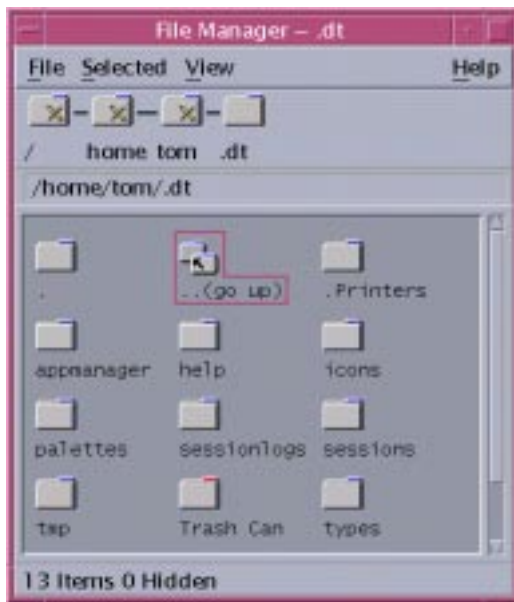 File Manager – .dt
File Selected View Help
/ home tom .dt
/home/tom/.dt
. ..(go up) .Printers
appmanager help icons
palettes sessionlogs sessions
tmp Trash Can types
13 Items 0 Hidden